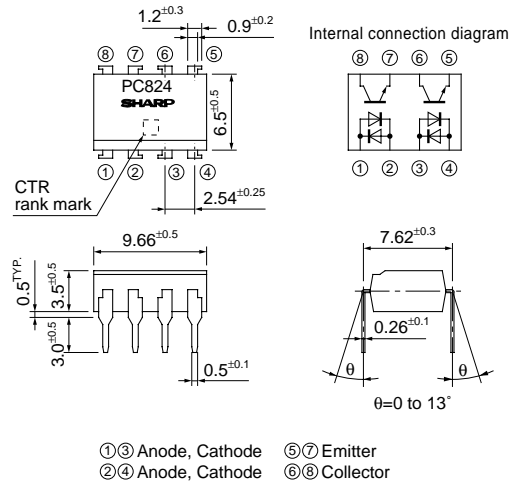 1.2±0.3
0.9±0.2
Internal connection diagram
⑧ ⑦ ⑥ ⑤
⑧ ⑦ ⑥ ⑤
PC824
SHARP
6.5±0.5
① ② ③ ④
① ② ③ ④
CTR
rank mark
2.54±0.25
9.66±0.5
7.62±0.3
0.5TYP.
3.5±0.5
3.0±0.5
0.5±0.1
0.26±0.1
θ θ
θ=0 to 13˚
①③ Anode, Cathode ⑤⑦ Emitter
②④ Anode, Cathode ⑥⑧ Collector